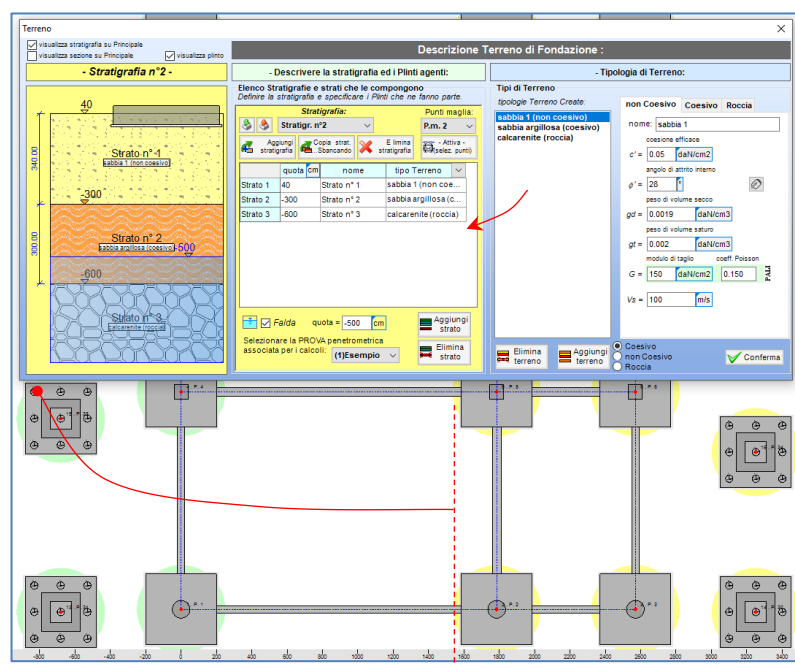 Terreno
visualizza stratigrafia su Principale
visualizza sezione su Principale
visualizza plinto
Descrizione Terreno di Fondazione :
- Stratigrafia n°2 -
- Descrivere la stratigrafia ed i Plinti agenti:
- Tipologia di Terreno:
40
340.00
Strato n° 1
sabbia 1 (non coesivo)
-300
300.00
Strato n° 2
sabbia argillosa (coesivo)
-500
-600
Strato n° 3
calcarenite (roccia)
Elenco Stratigrafie e strati che le compongono
Definire la stratigrafia e specificare i Plinti che ne fanno parte.
Stratigrafia:
Punti maglia:
Stratigr. n°2
P.m. 2
Aggiungi stratigrafia
Copia strat. Sbancando
E limina stratigrafia
- Attiva - (selez. punti)
quota cm nome tipo Terreno
Strato 1 40 Strato n° 1 sabbia 1 (non coe...
Strato 2 -300 Strato n° 2 sabbia argillosa (c...
Strato 3 -600 Strato n° 3 calcarenite (roccia)
Falda quota = -500 cm
Aggiungi strato
Selezionare la PROVA penetrometrica
associata per i calcoli: (1)Esempio
Elimina strato
Tipi di Terreno
tipologie Terreno Create:
sabbia 1 (non coesivo)
sabbia argillosa (coesivo)
calcarenite (roccia)
non Coesivo Coesivo Roccia
nome: sabbia 1
coesione efficace
c' = 0.05 daN/cm2
angolo di attrito interno
ϕ' = 28 °
peso di volume secco
gd = 0.0019 daN/cm3
peso di volume saturo
gt = 0.002 daN/cm3
modulo di taglio coeff. Poisson
G = 150 daN/cm2 0.150
PALI
Vs = 100 m/s
Elimina terreno
Aggiungi terreno
Coesivo
non Coesivo
Roccia
Conferma
-800 -600 -400 -200 0 200 400 600 800 1000 1200 1400 1600 1800 2000 2200 2400 2600 2800 3000 3200 3400